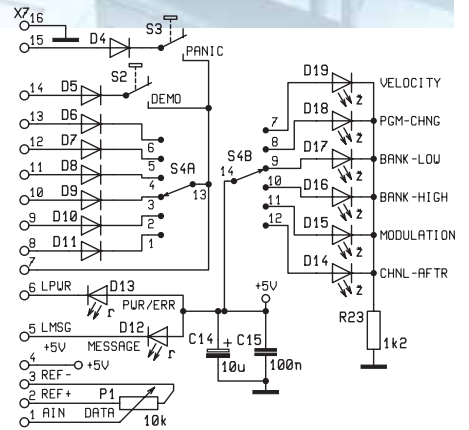 X7
16
15 D4 S3
PANIC
14 D5 S2
DEMO
13 D6
12 D7
11 D8
10 D9
9 D10
8 D11
7
6
5
4
3
2
1
S4A
13
S4B
14
7
8
9
10
11
12
D19 ż VELOCITY
D18 ż PGM-CHNG
D17 ż BANK-LOW
D16 ż BANK-HIGH
D15 ż MODULATION
D14 ż CHNL-AFTR
R23
1k2
6 LPWR D13 r
PWR/ERR
5 LMSG D12 r
+5V MESSAGE
4 +5V
3 REF-
2 REF+ P1
1 AIN DATA 10k
+5V
C14 + C15
10u 100n